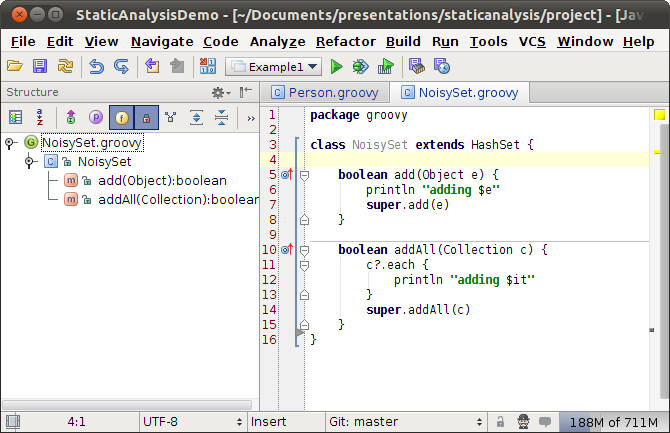 StaticAnalysisDemo - [~/Documents/presentations/staticanalysis/project] - [Jav
File Edit View Navigate Code Analyze Refactor Build Run Tools VCS Window Help
Example1
Structure
Person.groovy NoisySet.groovy
NoisySet.groovy
NoisySet
add(Object):boolean
addAll(Collection):boolean
1 package groovy
2
3 class NoisySet extends HashSet {
4
5 boolean add(Object e) {
6 println "adding $e"
7 super.add(e)
8 }
9
10 boolean addAll(Collection c) {
11 c?.each {
12 println "adding $it"
13 }
14 super.addAll(c)
15 }
16 }
4:1 UTF-8 Insert Git: master 188M of 711M